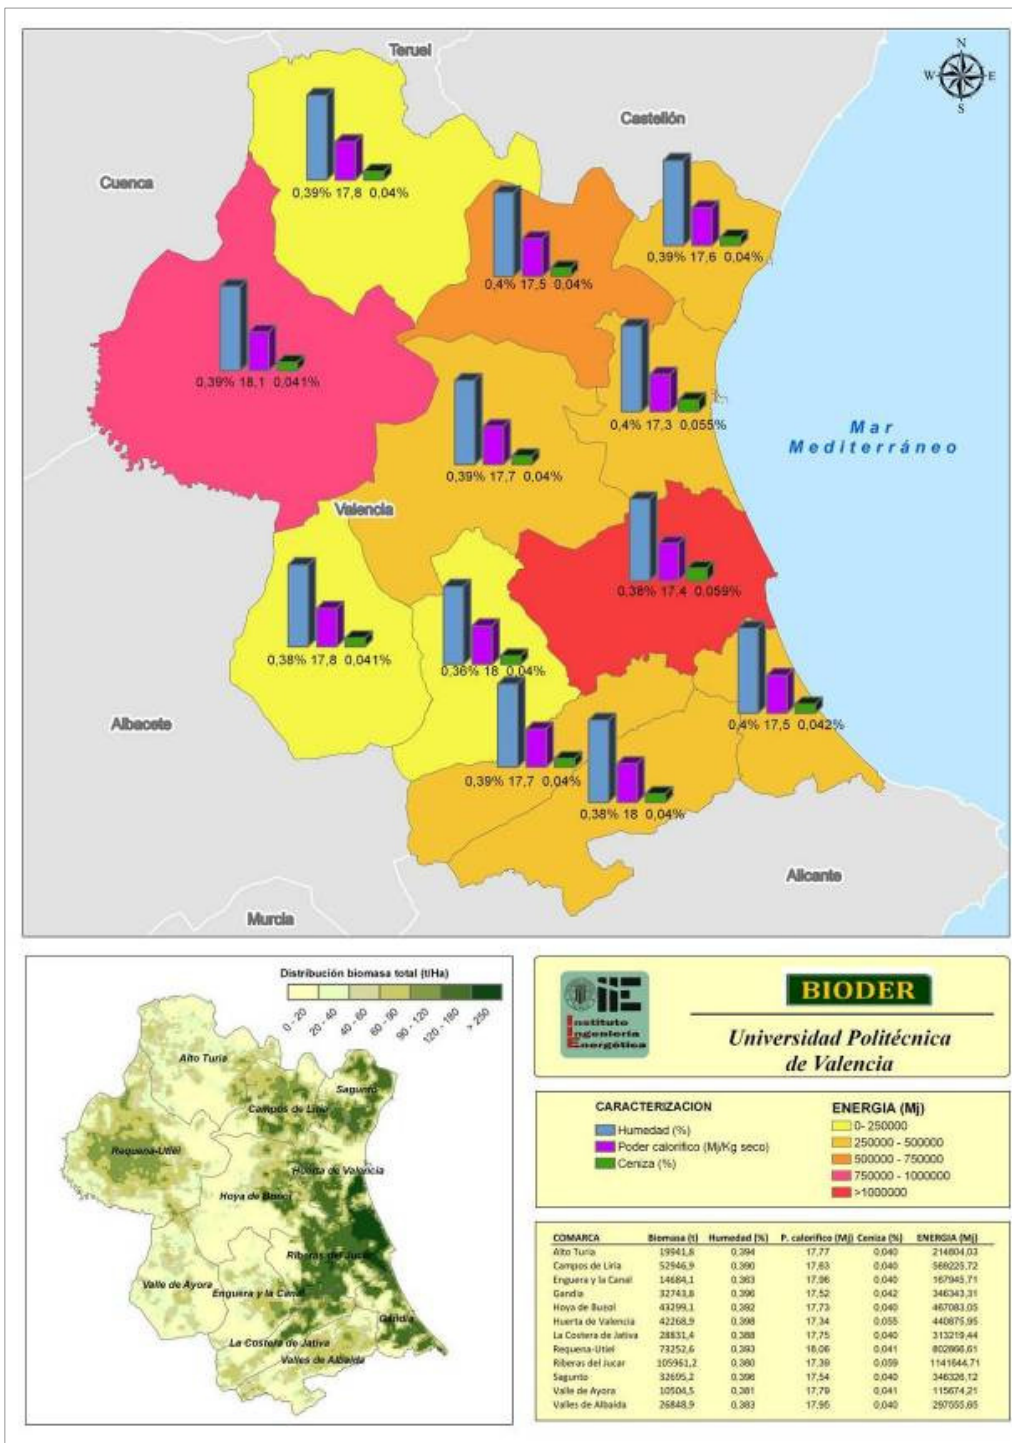 Teruel
Castellón
Cuenca
N
W E
S
0,39% 17,8 0,04%
0,39% 17,6 0,04%
0,4% 17,5 0,04%
0,39% 18,1 0,041%
0,4% 17,3 0,055%
Mar
Mediterráneo
0,39% 17,7 0,04%
Valencia
0,38% 17,4 0,059%
0,38% 17,8 0,041%
0,36% 18 0,04%
Albacete
0,4% 17,5 0,042%
0,39% 17,7 0,04%
0,38% 18 0,04%
Alicante
Murcia
Distribución biomasa total (t/Ha)
0 - 20
20 - 40
40 - 60
60 - 90
90 - 120
120 - 180
> 250
Alto Turia
Sagunto
Campos de Liria
Requena-Utiel
Huerta de Valencia
Hoya de Bunol
Riberas del Jucar
Valle de Ayora
Enguera y la Canal
Gandia
La Costera de Jativa
Valles de Albaida
IIE
Instituto
Ingeniería
Energética
BIODER
Universidad Politécnica
de Valencia
CARACTERIZACION
Humedad (%)
Poder calorífico (Mj/Kg seco)
Ceniza (%)
ENERGIA (Mj)
0- 250000
250000 - 500000
500000 - 750000
750000 - 1000000
>1000000
COMARCA Biomasa (t) Humedad (%) P. calorifico (Mj) Ceniza (%) ENERGIA (Mj)
Alto Turia 19941,8 0,394 17,77 0,040 214604,03
Campos de Liria 52946,9 0,390 17,63 0,040 569225,72
Enguera y la Canal 14684,1 0,363 17,96 0,040 167945,71
Gandia 32743,8 0,396 17,52 0,042 346343,31
Hoya de Bunol 43299,1 0,392 17,73 0,040 467083,05
Huerta de Valencia 42268,9 0,398 17,34 0,055 440875,95
La Costera de Jativa 28831,4 0,388 17,75 0,040 313219,44
Requena-Utiel 73252,6 0,393 18,06 0,041 802866,61
Riberas del Jucar 105961,2 0,380 17,39 0,059 1141644,71
Sagunto 32695,2 0,396 17,54 0,040 346326,12
Valle de Ayora 10504,5 0,381 17,79 0,041 115674,21
Valles de Albaida 26848,9 0,383 17,95 0,040 297555,65